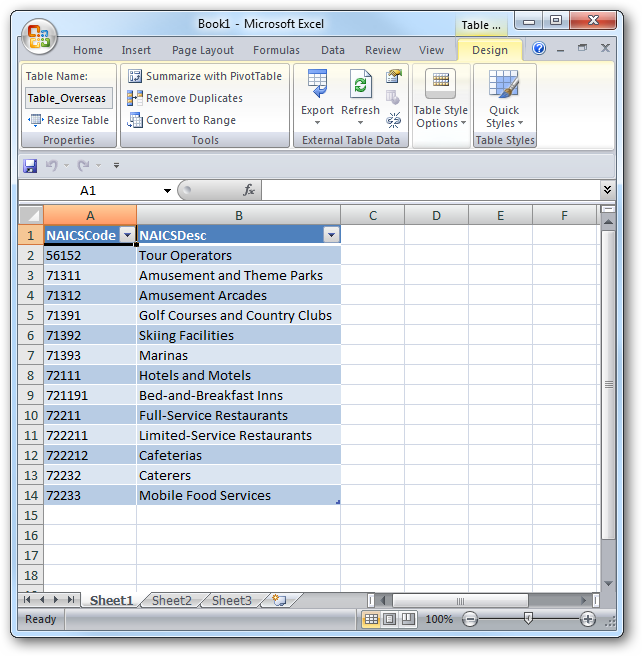 Book1 - Microsoft Excel
Table ...
Home Insert Page Layout Formulas Data Review View Design
Table Name:
Table_Overseas
Resize Table
Properties
Summarize with PivotTable
Remove Duplicates
Convert to Range
Tools
Export Refresh
External Table Data
Table Style
Options
Quick
Styles
Table Styles
A1 fx
A B C D E F
1 NAICSCode NAICSDesc
2 56152 Tour Operators
3 71311 Amusement and Theme Parks
4 71312 Amusement Arcades
5 71391 Golf Courses and Country Clubs
6 71392 Skiing Facilities
7 71393 Marinas
8 72111 Hotels and Motels
9 721191 Bed-and-Breakfast Inns
10 72211 Full-Service Restaurants
11 722211 Limited-Service Restaurants
12 722212 Cafeterias
13 72232 Caterers
14 72233 Mobile Food Services
15
16
17
18
Sheet1 Sheet2 Sheet3
Ready 100%